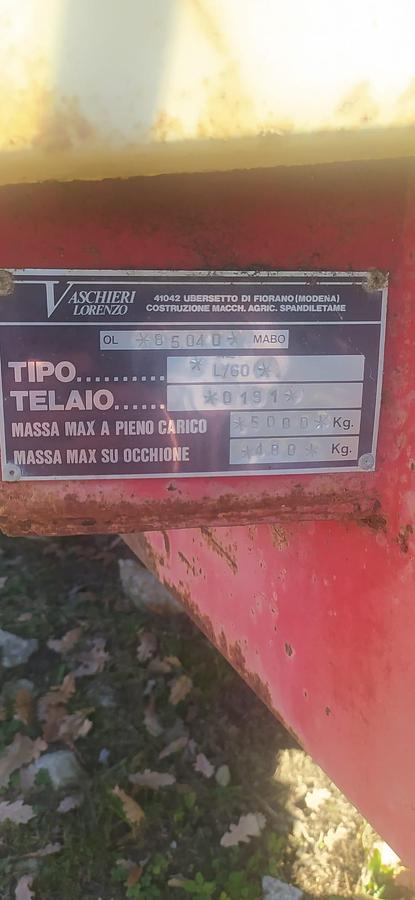 VASCHIERI
LORENZO
41042 UBERSETTO DI FIORANO (MODENA)
COSTRUZIONE MACCH. AGRIC. SPANDILETAME
OL *85040* MABO
TIPO......... * L/60 *
TELAIO...... *0191*
MASSA MAX A PIENO CARICO *5000* Kg.
MASSA MAX SU OCCHIONE *480* Kg.